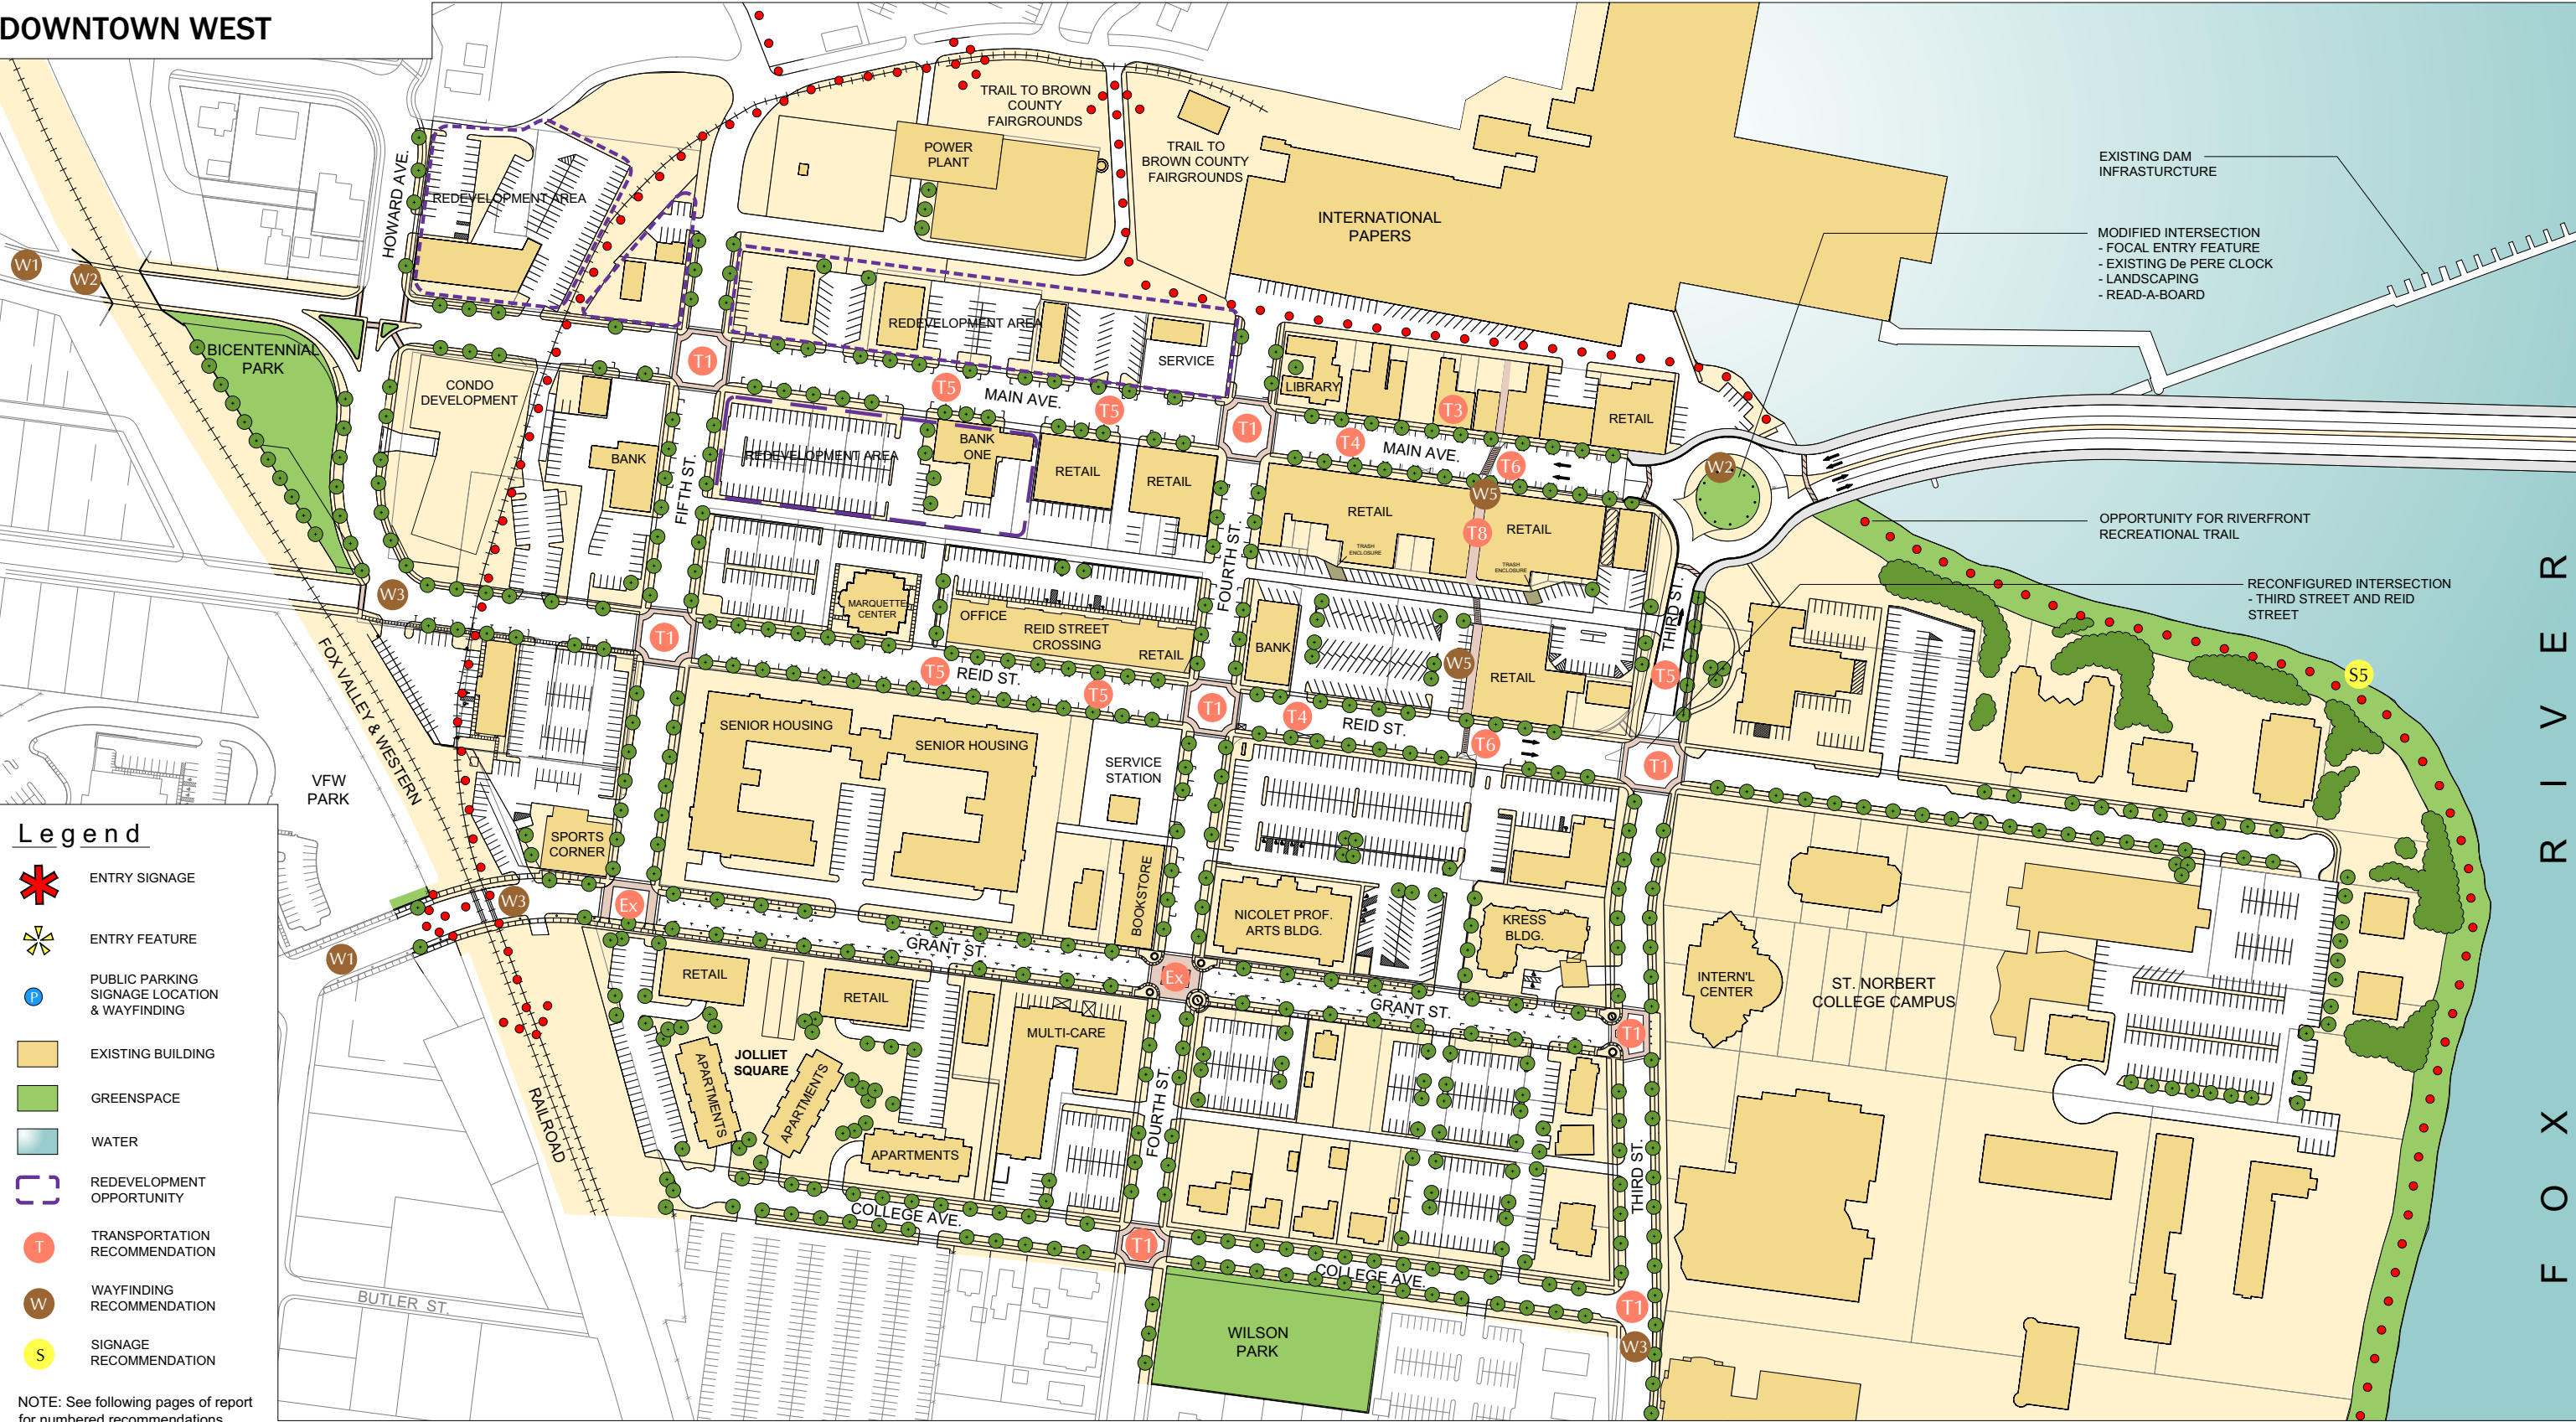 DOWNTOWN WEST
TRAIL TO BROWN
COUNTY
FAIRGROUNDS
POWER
PLANT
TRAIL TO
BROWN COUNTY
FAIRGROUNDS
HOWARD AVE.
REDEVELOPMENT AREA
INTERNATIONAL
PAPERS
EXISTING DAM
INFRASTURCTURE
MODIFIED INTERSECTION
- FOCAL ENTRY FEATURE
- EXISTING De PERE CLOCK
- LANDSCAPING
- READ-A-BOARD
W1
W2
BICENTENNIAL
PARK
CONDO
DEVELOPMENT
T1
REDEVELOPMENT AREA
SERVICE
T5
MAIN AVE.
T5
T1
LIBRARY
T3
T4
MAIN AVE.
T6
RETAIL
BANK
FIFTH ST.
REDEVELOPMENT AREA
BANK
ONE
RETAIL
RETAIL
RETAIL
W5
T8
RETAIL
W2
TRASH
ENCLOSURE
TRASH
ENCLOSURE
OPPORTUNITY FOR RIVERFRONT
RECREATIONAL TRAIL
RECONFIGURED INTERSECTION
- THIRD STREET AND REID
STREET
FOURTH ST.
THIRD ST.
W3
MARQUETTE
CENTER
OFFICE
REID STREET
CROSSING
RETAIL
BANK
W5
RETAIL
T5
S5
T1
T5
REID ST.
T5
T1
T4
REID ST.
T6
T1
FOX VALLEY & WESTERN
RAILROAD
VFW
PARK
SENIOR HOUSING
SENIOR HOUSING
SERVICE
STATION
SPORTS
CORNER
BOOKSTORE
NICOLET PROF.
ARTS BLDG.
KRESS
BLDG.
W3
Ex
W1
GRANT ST.
Ex
GRANT ST.
T1
INTERN'L
CENTER
ST. NORBERT
COLLEGE CAMPUS
RETAIL
RETAIL
MULTI-CARE
JOLLIET
SQUARE
APARTMENTS
APARTMENTS
APARTMENTS
FOURTH ST.
THIRD ST.
COLLEGE AVE.
T1
COLLEGE AVE.
T1
W3
WILSON
PARK
BUTLER ST.
FOX RIVER
Legend
ENTRY SIGNAGE
ENTRY FEATURE
P
PUBLIC PARKING
SIGNAGE LOCATION
& WAYFINDING
EXISTING BUILDING
GREENSPACE
WATER
REDEVELOPMENT
OPPORTUNITY
T
TRANSPORTATION
RECOMMENDATION
W
WAYFINDING
RECOMMENDATION
S
SIGNAGE
RECOMMENDATION
NOTE: See following pages of report
for numbered recommendations